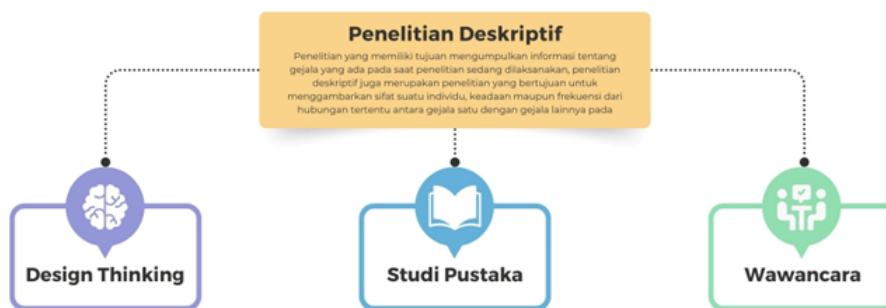 Penelitian Deskriptif
Penelitian yang memiliki tujuan mengumpulkan informasi tentang
gejala yang ada pada saat penelitian sedang dilaksanakan, penelitian
deskriptif juga merupakan penelitian yang bertujuan untuk
menggambarkan sifat suatu individu, keadaan maupun frekuensi dari
hubungan tertentu antara gejala satu dengan gejala lainnya pada
Design Thinking
Studi Pustaka
Wawancara